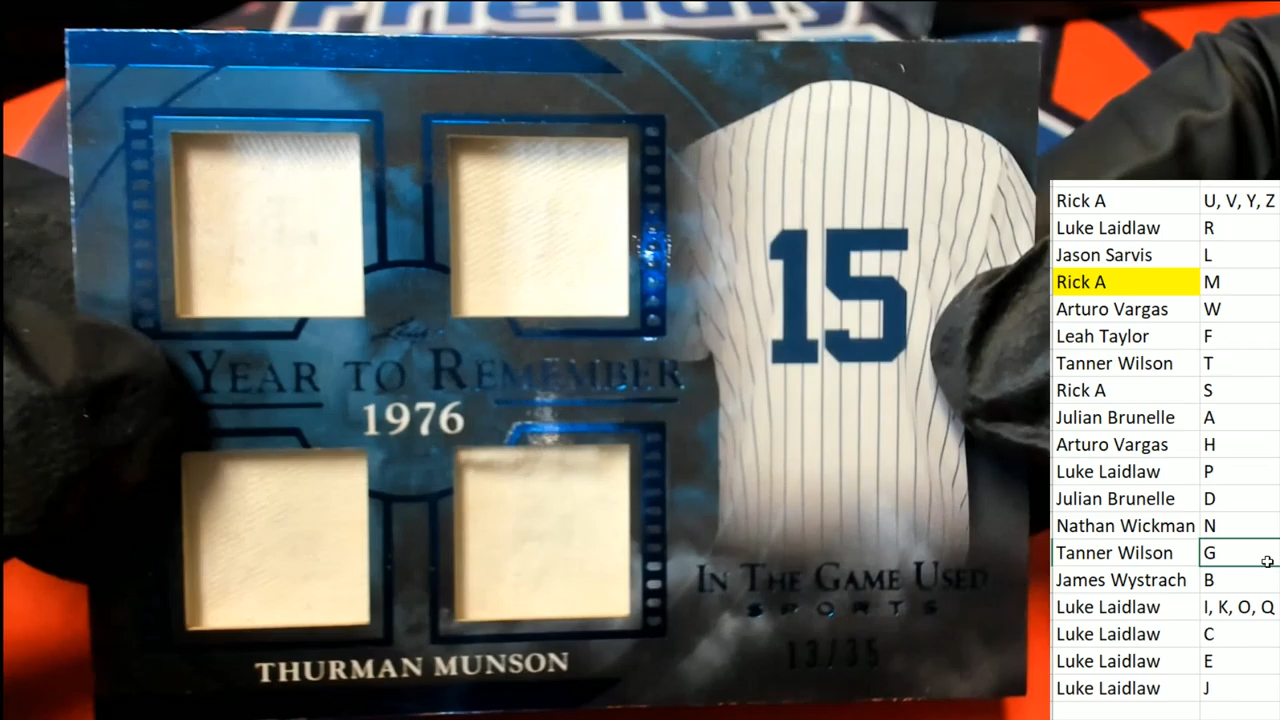 Friendly
Leaf
YEAR TO REMEMBER
1976
15
IN THE GAME USED
SPORTS
13/35
THURMAN MUNSON
Rick A U, V, Y, Z
Luke Laidlaw R
Jason Sarvis L
Rick A M
Arturo Vargas W
Leah Taylor F
Tanner Wilson T
Rick A S
Julian Brunelle A
Arturo Vargas H
Luke Laidlaw P
Julian Brunelle D
Nathan Wickman N
Tanner Wilson G
James Wystrach B
Luke Laidlaw I, K, O, Q
Luke Laidlaw C
Luke Laidlaw E
Luke Laidlaw J